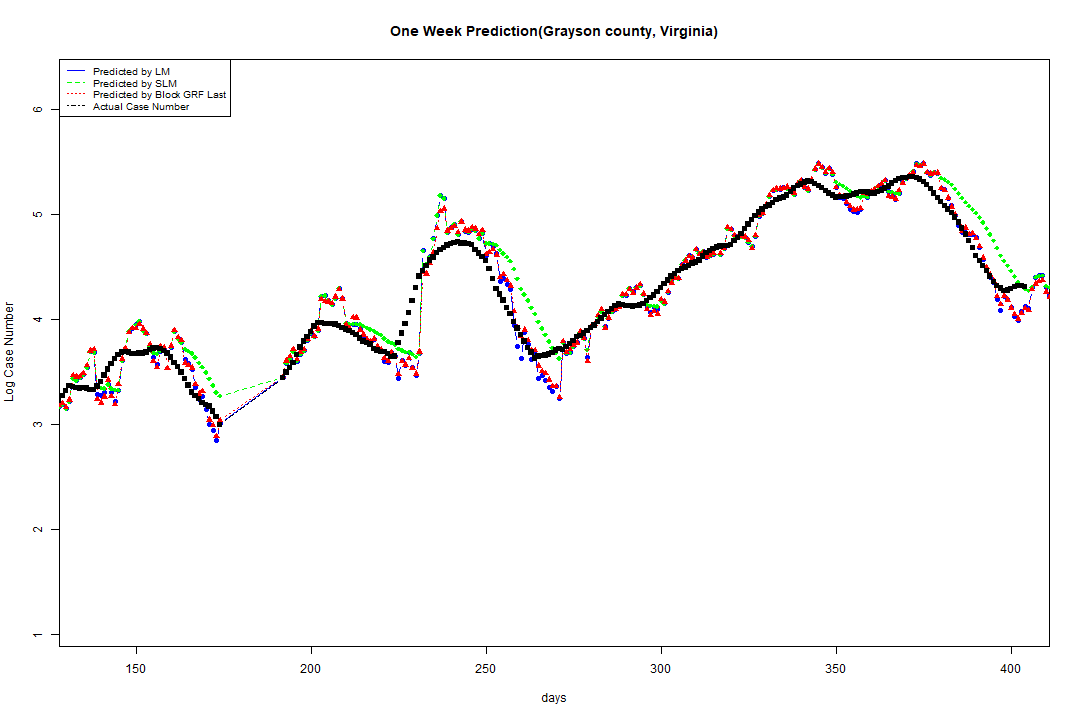 One Week Prediction(Grayson county, Virginia)
Predicted by LM
Predicted by SLM
Predicted by Block GRF Last
Actual Case Number
Log Case Number
6
5
4
3
2
1
150 200 250 300 350 400
days